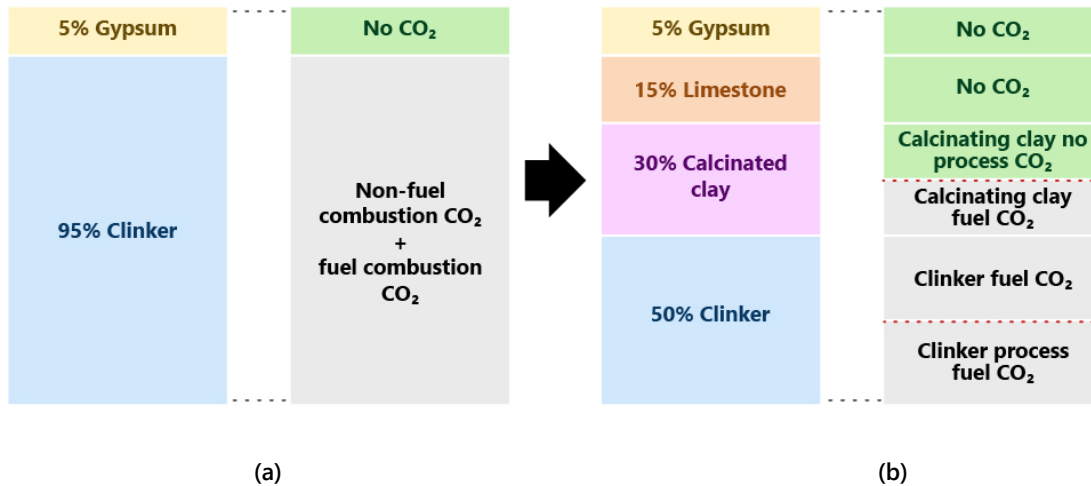 5% Gypsum
95% Clinker
No CO₂
Non-fuel
combustion CO₂
+
fuel combustion
CO₂
(a)
5% Gypsum
15% Limestone
30% Calcinated
clay
50% Clinker
No CO₂
No CO₂
Calcinating clay no
process CO₂
Calcinating clay
fuel CO₂
Clinker fuel CO₂
Clinker process
fuel CO₂
(b)